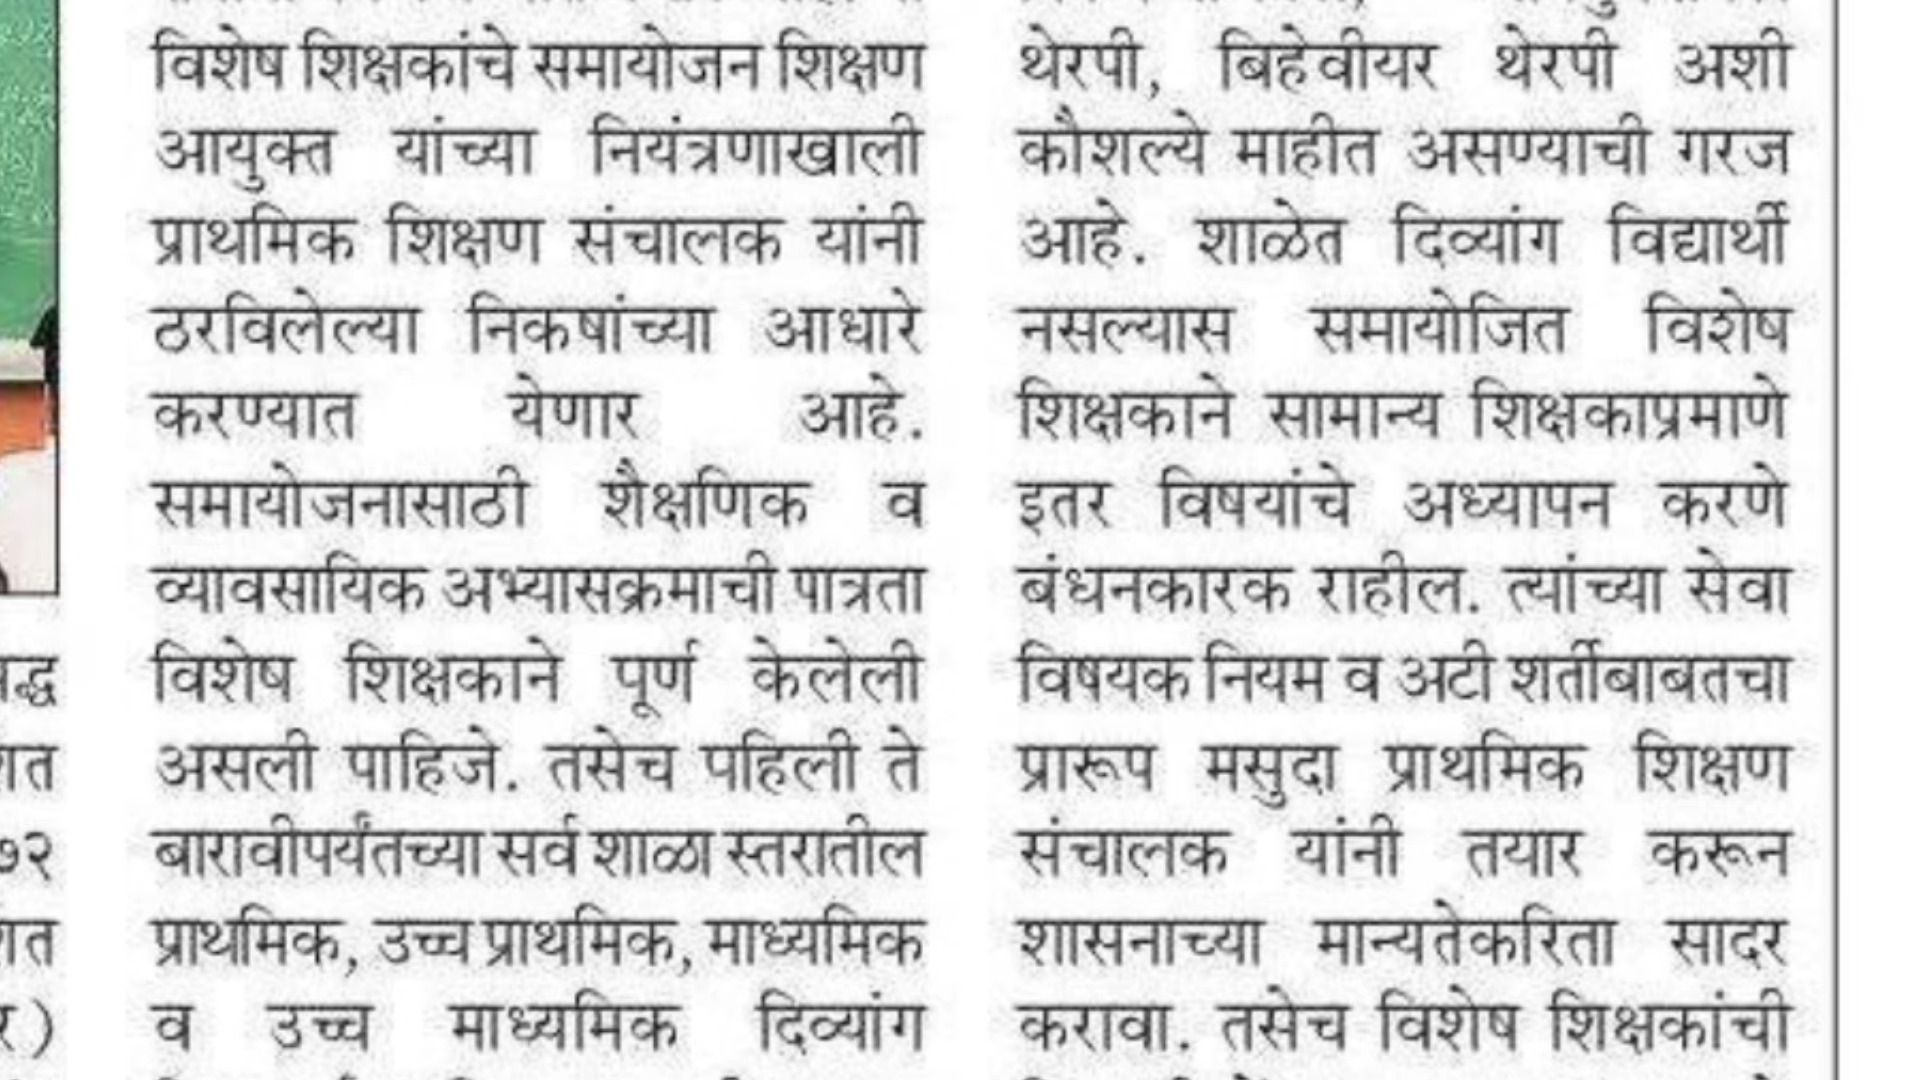 विशेष शिक्षकांचे समायोजन शिक्षण
आयुक्त यांच्या नियंत्रणाखाली
प्राथमिक शिक्षण संचालक यांनी
ठरविलेल्या निकषांच्या आधारे
करण्यात येणार आहे.
समायोजनासाठी शैक्षणिक व
व्यावसायिक अभ्यासक्रमाची पात्रता
विशेष शिक्षकाने पूर्ण केलेली
असली पाहिजे. तसेच पहिली ते
बारावीपर्यंतच्या सर्व शाळा स्तरातील
प्राथमिक, उच्च प्राथमिक, माध्यमिक
व उच्च माध्यमिक दिव्यांग
थेरपी, बिहेवीयर थेरपी अशी
कौशल्ये माहीत असण्याची गरज
आहे. शाळेत दिव्यांग विद्यार्थी
नसल्यास समायोजित विशेष
शिक्षकाने सामान्य शिक्षकाप्रमाणे
इतर विषयांचे अध्यापन करणे
बंधनकारक राहील. त्यांच्या सेवा
विषयक नियम व अटी शर्तीबाबतचा
प्रारूप मसुदा प्राथमिक शिक्षण
संचालक यांनी तयार करून
शासनाच्या मान्यतेकरिता सादर
करावा. तसेच विशेष शिक्षकांची